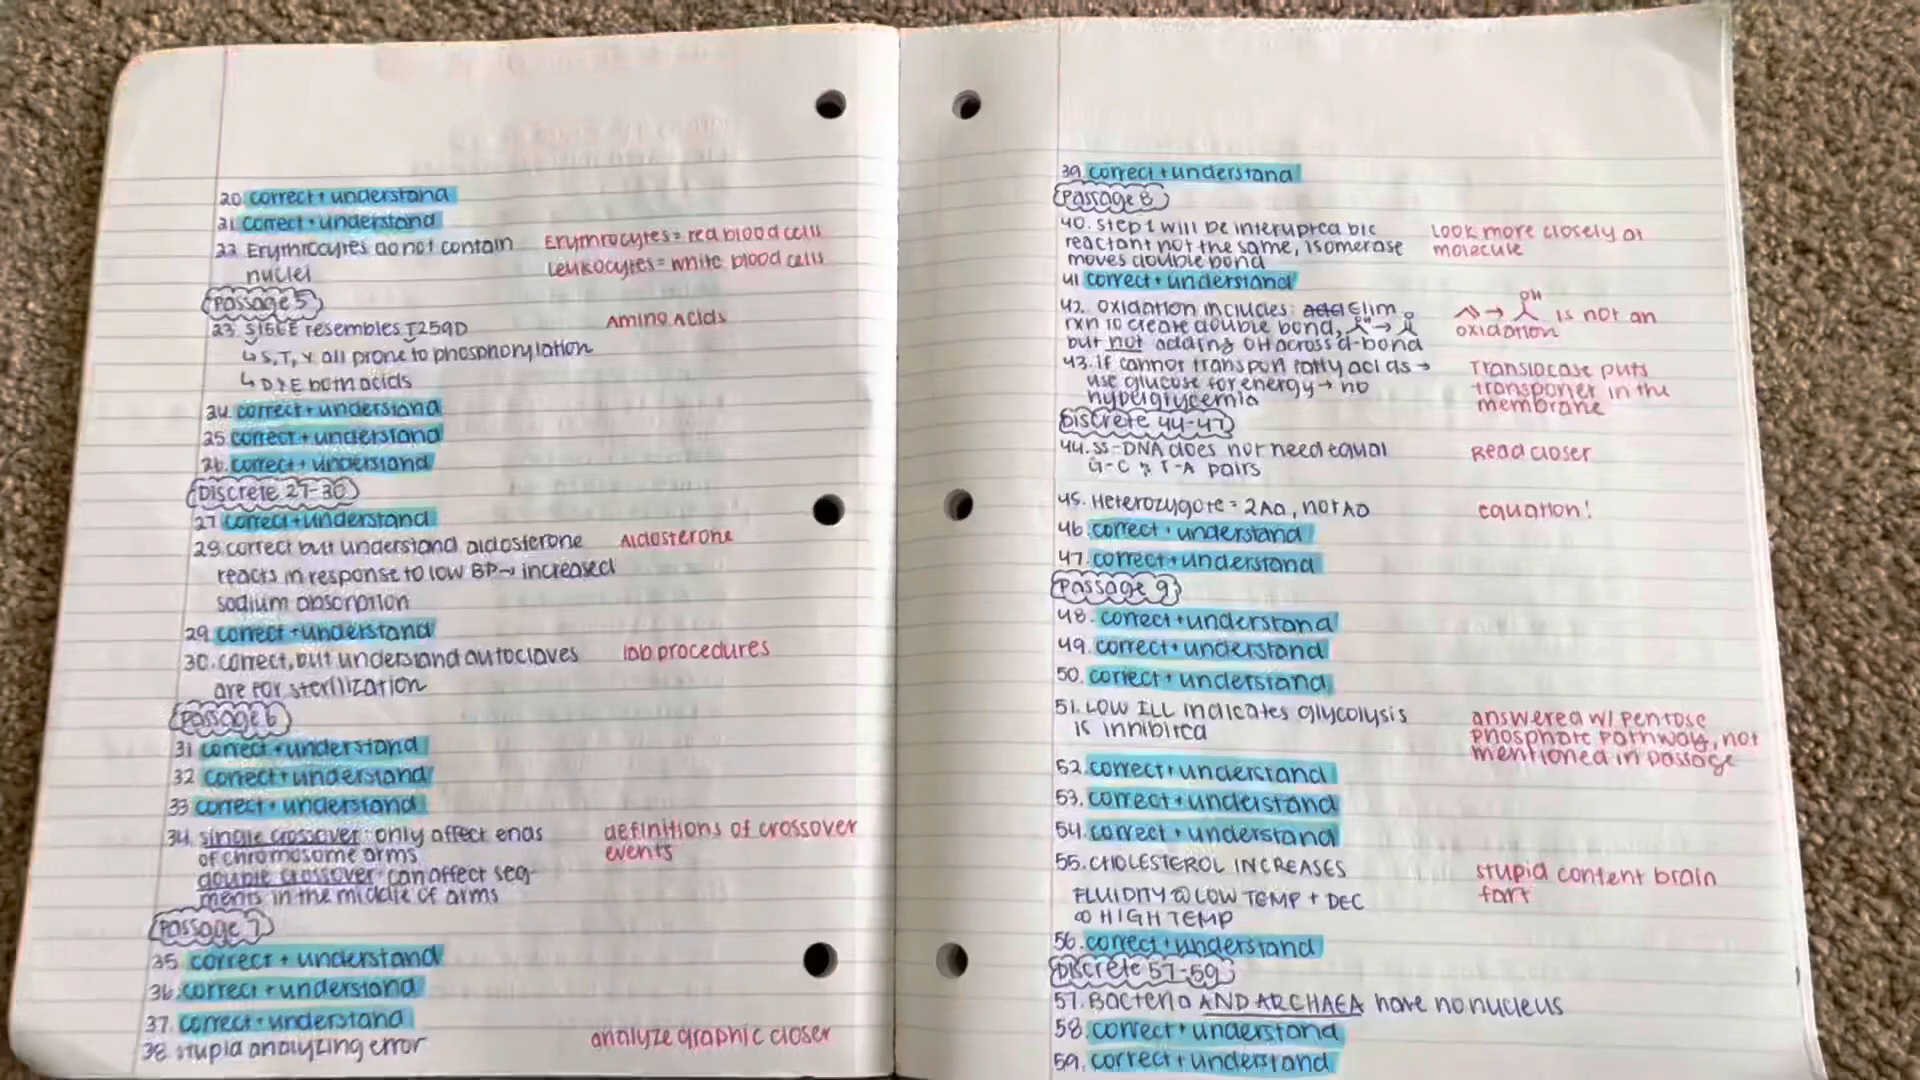 20. correct + understand
21 correct + understand
22 Erythrocytes do not contain
nuclei
Erythrocytes = red blood cells
Leukocytes = white blood cells
Passage 5
23. S156E resembles T259D
Amino Acids
↳ S, T, Y all prone to phosphorylation
↳ D & E both acids
24. correct + understand
25. correct + understand
26. correct + understand
Discrete 27-30
27 correct + understand
28. correct but understand aldosterone
Aldosterone
reacts in response to low BP → increased
sodium absorption
29 correct + understand
30. correct, but understand autoclaves
lab procedures
are for sterilization
Passage 6
31 correct + understand
32 correct + understand
33 correct + understand
34. single crossover: only affect ends
of chromosome arms
double crossover can affect seg-
ments in the middle of arms
definitions of crossover
events
Passage 7
35. correct + understand
36. correct + understand
37. correct + understand
38. stupid analyzing error
analyze graphic closer
39. correct + understand
Passage 8
40. Step 1 will be interupted b/c
reactant not the same, isomerase
moves double bond
Look more closely at
molecule
41 correct + understand
42. Oxidation includes: add Elim
rxn to create double bond, →
but not adding OH across d-bond
→ OH is not an
oxidation
43. if cannot transport fatty acids →
use glucose for energy → no
hyperglycemia
Translocase puts
transporter in the
membrane
Discrete 44-47
44. ss-DNA does not need equal
G-C & T-A pairs
Read closer
45. Heterozygote = 2Aa, not AD
equation!
46. correct + understand
47. correct + understand
Passage 9
48. correct + understand
49. correct + understand
50. correct + understand
51. LOW ILL indicates glycolysis
is inhibited
answered w/ pentose
phosphate pathway, not
mentioned in passage
52. correct + understand
53. correct + understand
54. correct + understand
55. CHOLESTEROL INCREASES
FLUIDITY @ LOW TEMP + DEC
@ HIGH TEMP
stupid content brain
fart
56. correct + understand
Discrete 57-59
57. Bacteria AND ARCHAEA have no nucleus
58. correct + understand
59. correct + understand